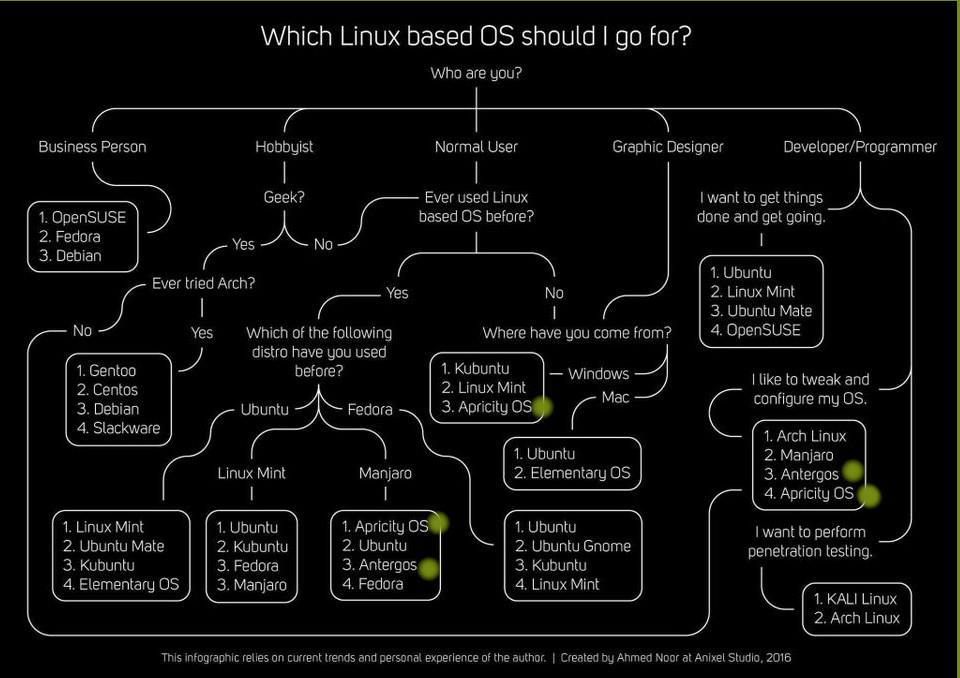 Which Linux based OS should I go for?
Who are you?
Business Person
Hobbyist
Normal User
Graphic Designer
Developer/Programmer
1. OpenSUSE
2. Fedora
3. Debian
Geek?
Yes
No
Ever tried Arch?
No
Yes
1. Gentoo
2. Centos
3. Debian
4. Slackware
Ever used Linux
based OS before?
Yes
No
Which of the following
distro have you used
before?
Ubuntu
Fedora
Linux Mint
Manjaro
1. Linux Mint
2. Ubuntu Mate
3. Kubuntu
4. Elementary OS
1. Ubuntu
2. Kubuntu
3. Fedora
3. Manjaro
1. Apricity OS
2. Ubuntu
3. Antergos
4. Fedora
1. Ubuntu
2. Ubuntu Gnome
3. Kubuntu
4. Linux Mint
Where have you come from?
Windows
Mac
1. Kubuntu
2. Linux Mint
3. Apricity OS
1. Ubuntu
2. Elementary OS
I want to get things
done and get going.
1. Ubuntu
2. Linux Mint
3. Ubuntu Mate
4. OpenSUSE
I like to tweak and
configure my OS.
1. Arch Linux
2. Manjaro
3. Antergos
4. Apricity OS
I want to perform
penetration testing.
1. KALI Linux
2. Arch Linux
This infographic relies on current trends and personal experience of the author. | Created by Ahmed Noor at Anixel Studio, 2016